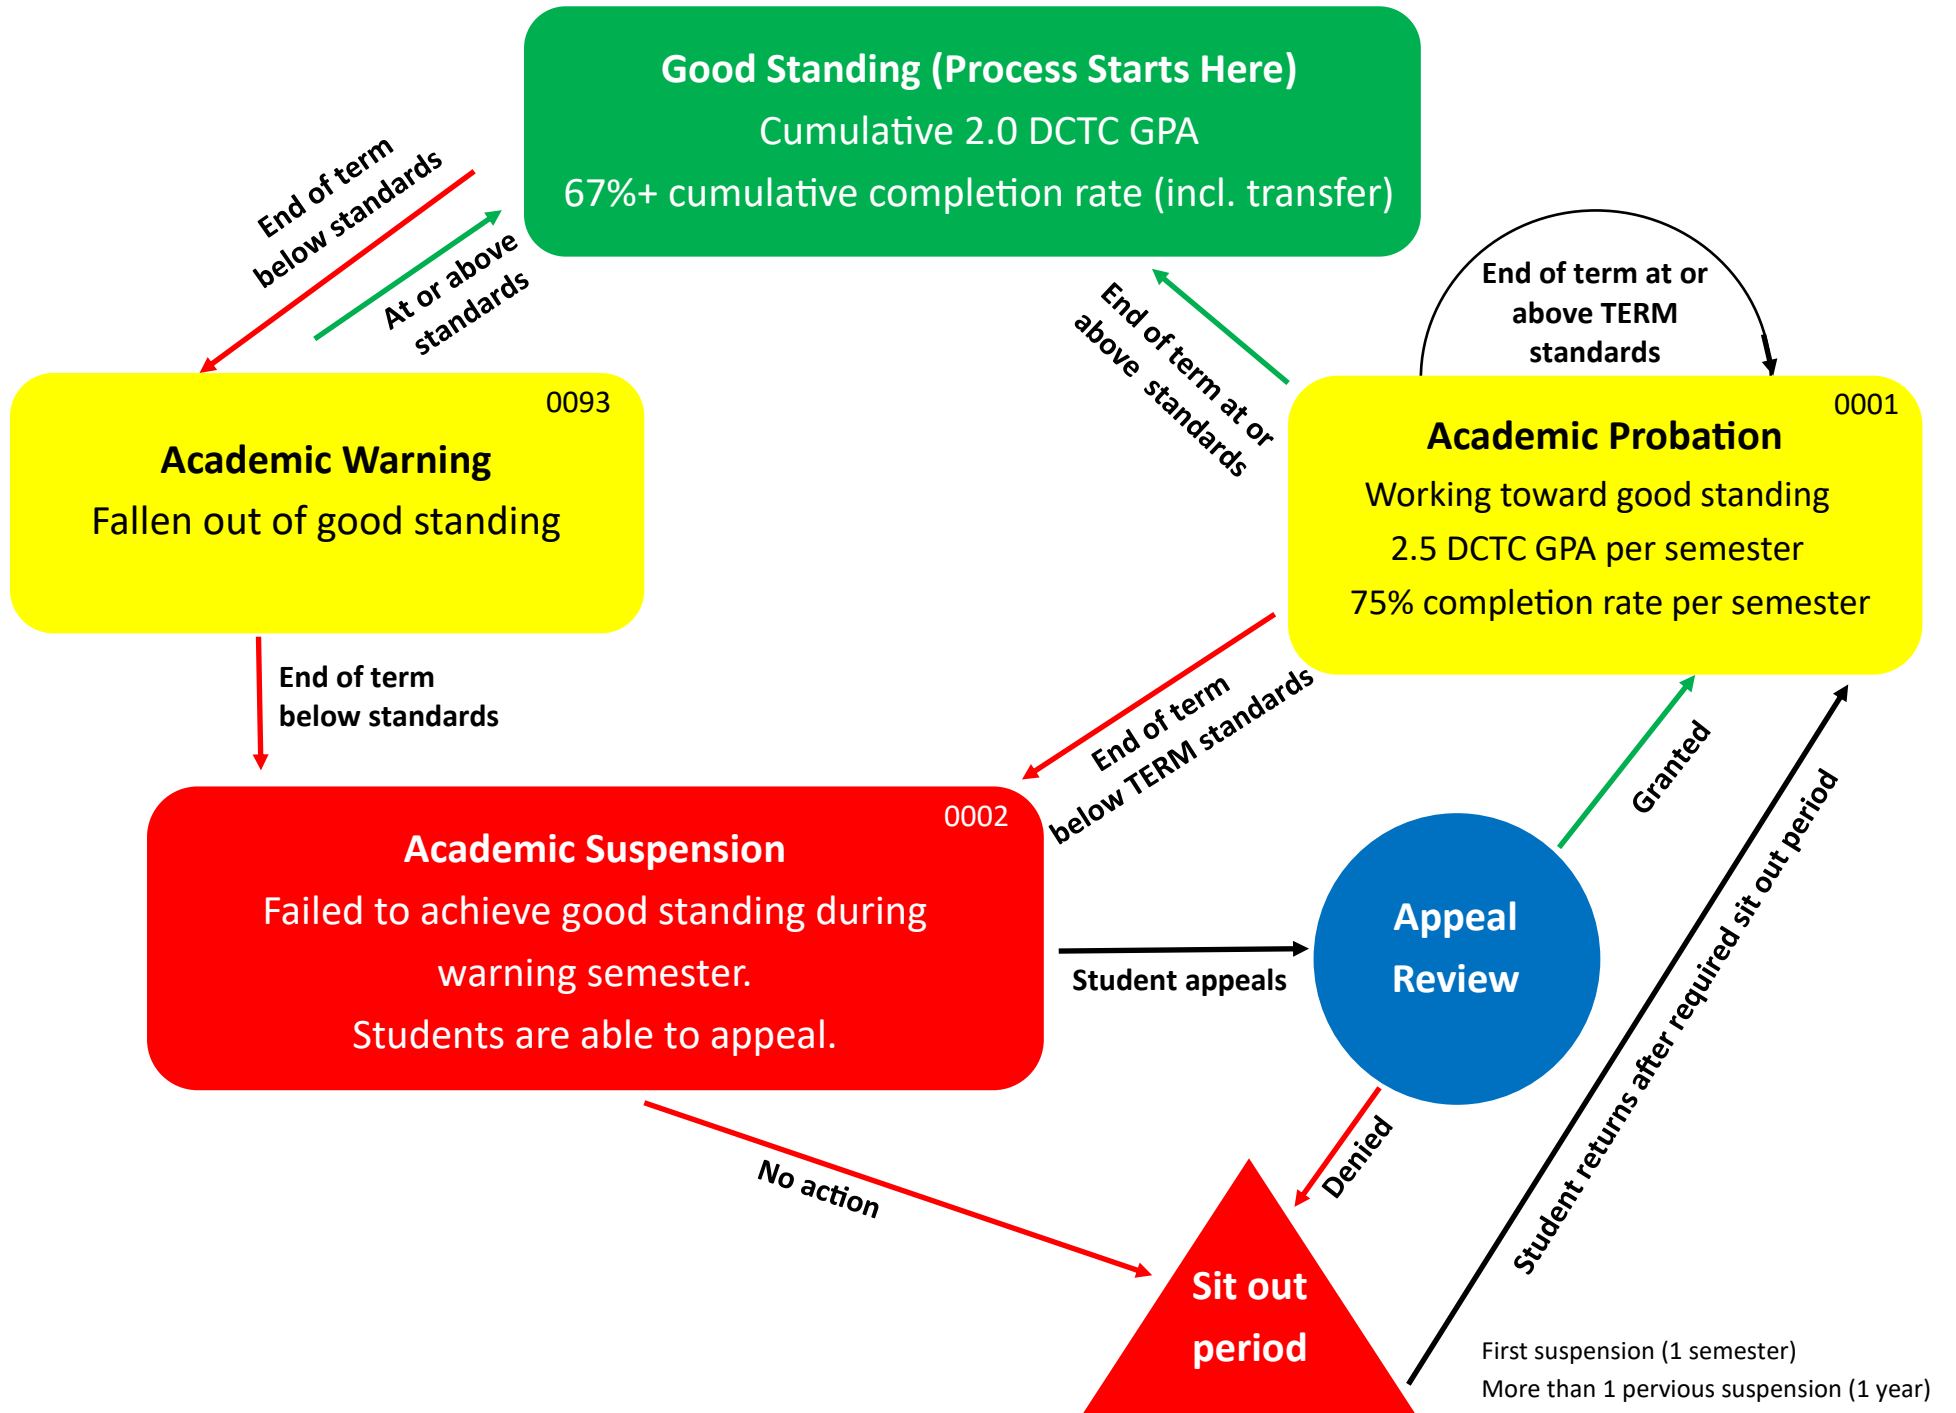 Good Standing (Process Starts Here)
Cumulative 2.0 DCTC GPA
67%+ cumulative completion rate (incl. transfer)
End of term
below standards
At or above
standards
End of term at or
above standards
End of term at or
above TERM
standards
0093
Academic Warning
Fallen out of good standing
0001
Academic Probation
Working toward good standing
2.5 DCTC GPA per semester
75% completion rate per semester
End of term
below standards
End of term
below TERM standards
0002
Academic Suspension
Failed to achieve good standing during
warning semester.
Students are able to appeal.
Student appeals
Appeal
Review
Granted
Student returns after required sit out period
Denied
No action
Sit out
period
First suspension (1 semester)
More than 1 pervious suspension (1 year)